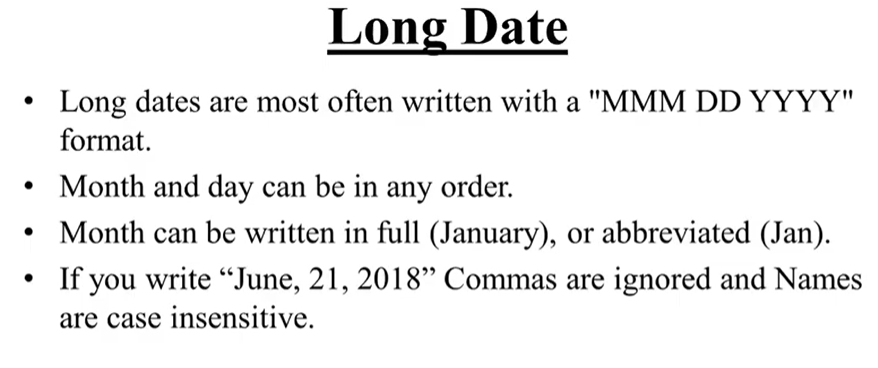 Long Date
• Long dates are most often written with a "MMM DD YYYY"
format.
• Month and day can be in any order.
• Month can be written in full (January), or abbreviated (Jan).
• If you write “June, 21, 2018” Commas are ignored and Names
are case insensitive.